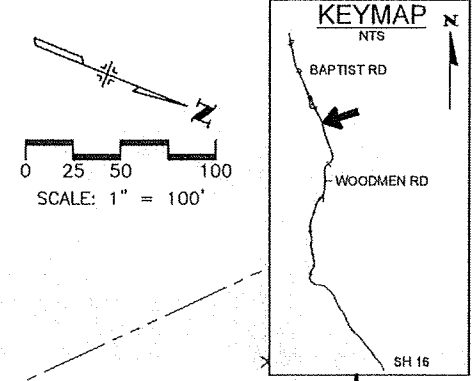 N
0 25 50 100
SCALE: 1" = 100'
KEYMAP N
NTS
BAPTIST RD
WOODMEN RD
SH 16